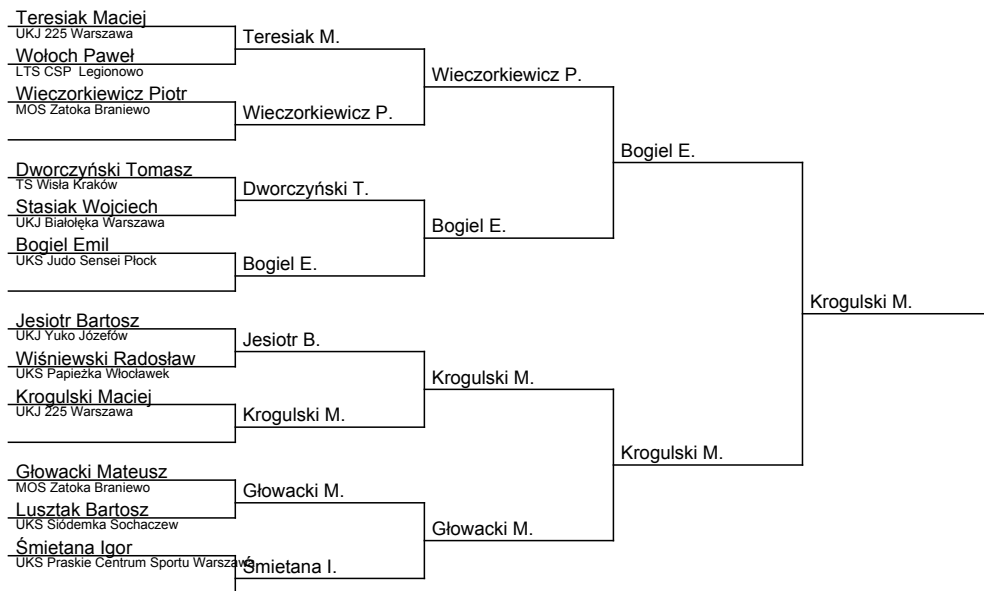 Teresiak Maciej
UKJ 225 Warszawa
Teresiak M.
Wołoch Paweł
LTS CSP Legionowo
Wieczorkiewicz P.
Wieczorkiewicz Piotr
MOS Zatoka Braniewo
Wieczorkiewicz P.
Bogiel E.
Dworczyński Tomasz
TS Wisła Kraków
Dworczyński T.
Stasiak Wojciech
UKJ Białołęka Warszawa
Bogiel E.
Bogiel Emil
UKS Judo Sensei Płock
Bogiel E.
Krogulski M.
Jesiotr Bartosz
UKJ Yuko Józefów
Jesiotr B.
Wiśniewski Radosław
UKS Papieżka Włocławek
Krogulski M.
Krogulski Maciej
UKJ 225 Warszawa
Krogulski M.
Krogulski M.
Głowacki Mateusz
MOS Zatoka Braniewo
Głowacki M.
Lusztak Bartosz
UKS Siódemka Sochaczew
Głowacki M.
Śmietana Igor
UKS Praskie Centrum Sportu Warszawa
Śmietana I.